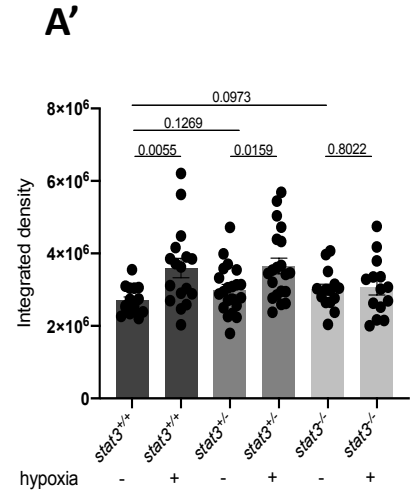 A'
8×10⁶
0.0973
0.1269
0.0055 0.0159 0.8022
6×10⁶
4×10⁶
2×10⁶
0
Integrated density
stat3+/+ stat3+/+ stat3+/- stat3+/- stat3-/- stat3-/-
hypoxia - + - + - +